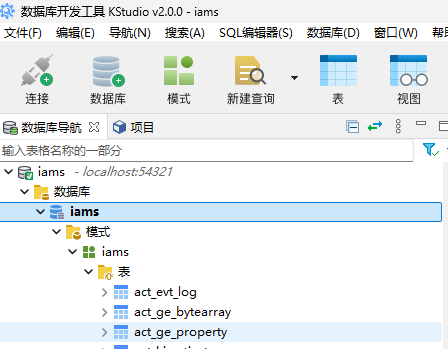 数据库开发工具 KStudio v2.0.0 - iams
文件(F) 编辑(E) 导航(N) 搜索(A) SQL编辑器(S) 数据库(D) 窗口(W) 帮助(H)
连接 数据库 模式 新建查询 表 视图
数据库导航 项目
输入表格名称的一部分
iams - localhost:54321
数据库
iams
模式
iams
表
act_evt_log
act_ge_bytearray
act_ge_property